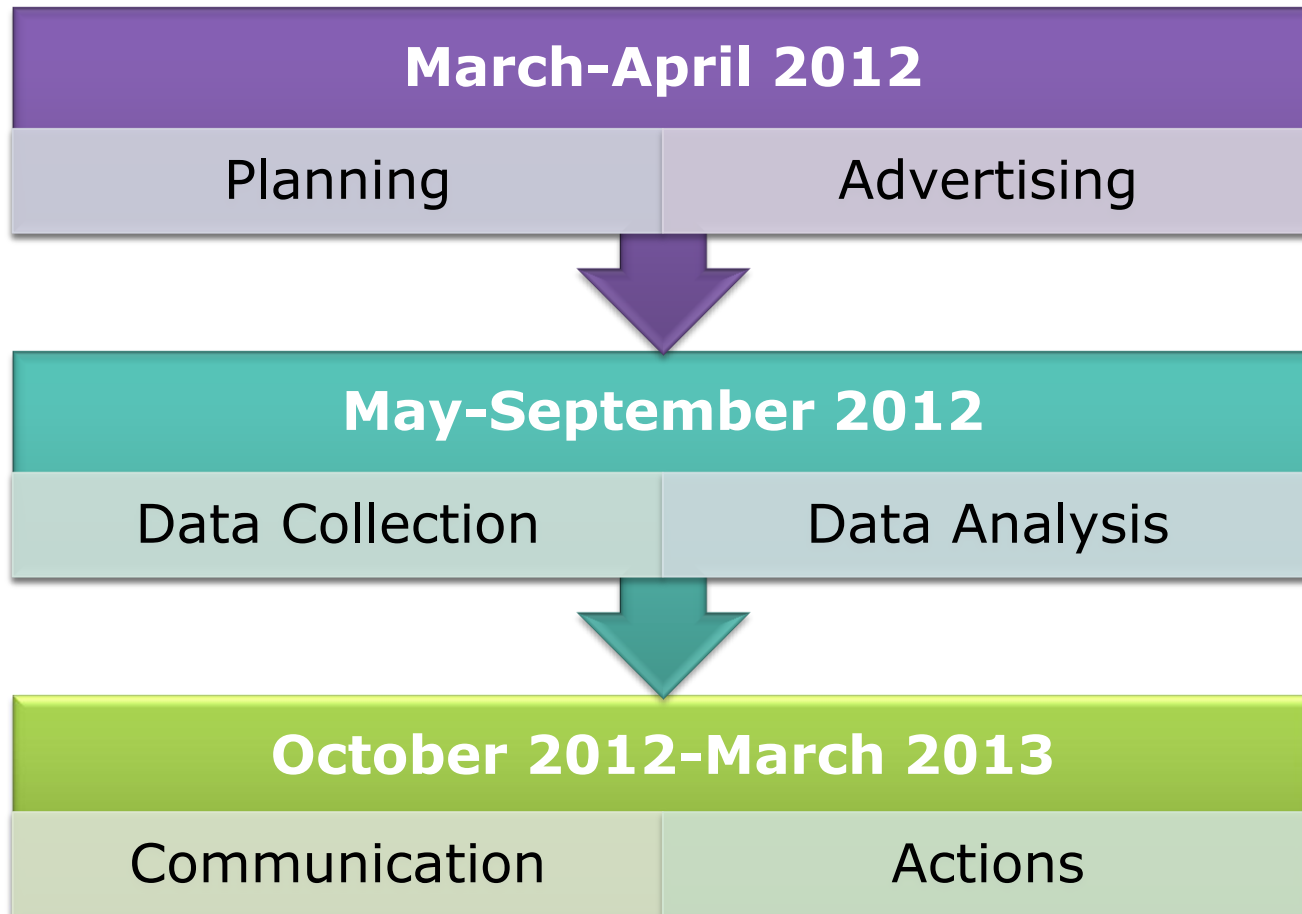 March-April 2012
Planning
Advertising
May-September 2012
Data Collection
Data Analysis
October 2012-March 2013
Communication
Actions